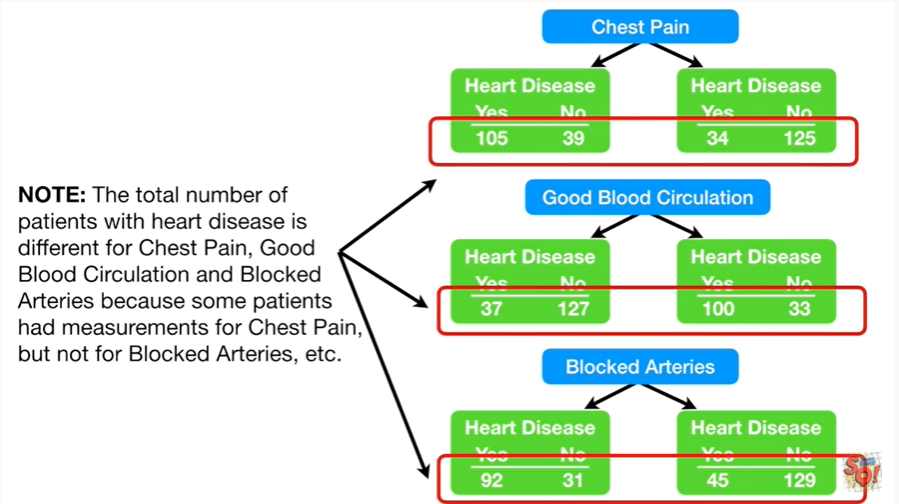 Chest Pain
Heart Disease
Yes No
105 39
Heart Disease
Yes No
34 125
NOTE: The total number of
patients with heart disease is
different for Chest Pain, Good
Blood Circulation and Blocked
Arteries because some patients
had measurements for Chest Pain,
but not for Blocked Arteries, etc.
Good Blood Circulation
Heart Disease
Yes No
37 127
Heart Disease
Yes No
100 33
Blocked Arteries
Heart Disease
Yes No
92 31
Heart Disease
Yes No
45 129
SQ!